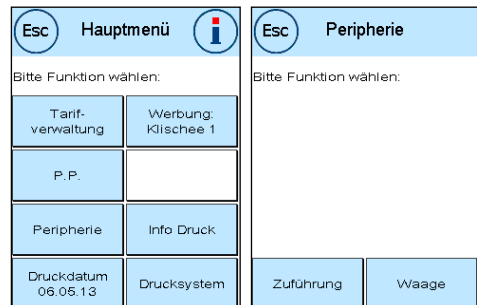 Esc Hauptmenü i
Bitte Funktion wählen:
Tarif-
verwaltung
Werbung:
Klischee 1
P.P.
Peripherie
Info Druck
Druckdatum
06.05.13
Drucksystem
Esc Peripherie
Bitte Funktion wählen:
Zuführung
Waage